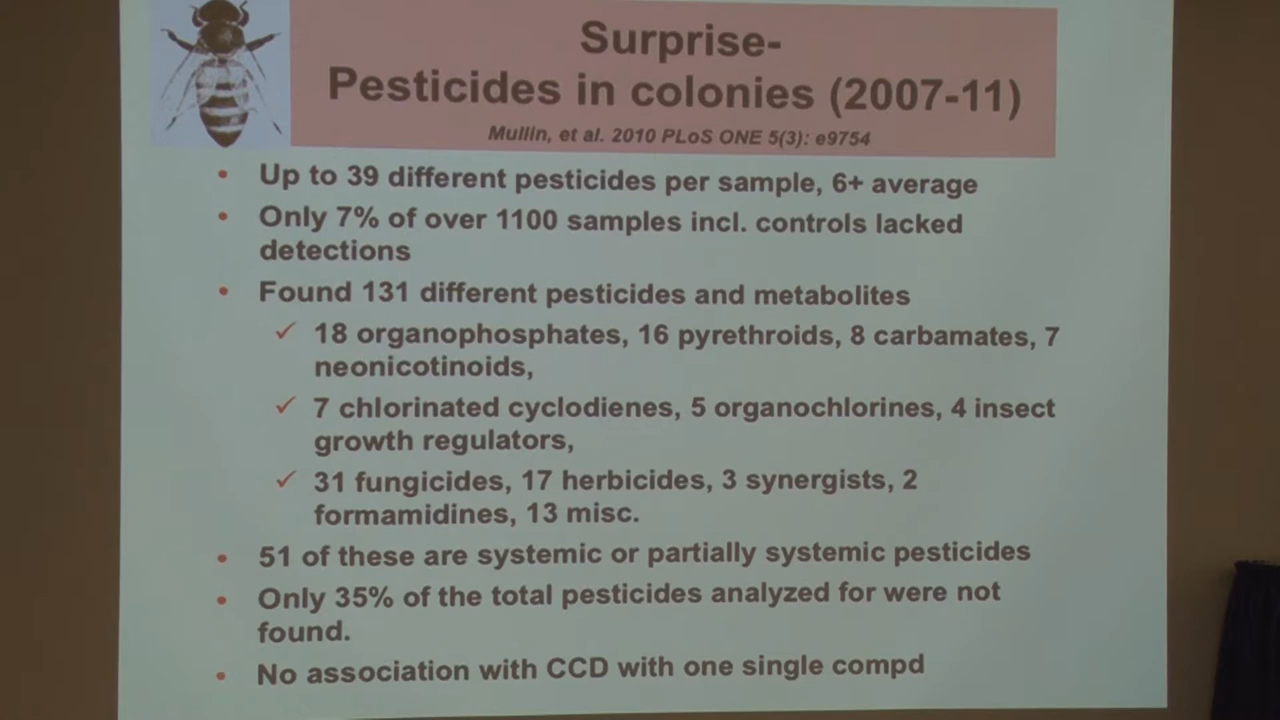 Surprise-
Pesticides in colonies (2007-11)
Mullin, et al. 2010 PLoS ONE 5(3): e9754
• Up to 39 different pesticides per sample, 6+ average
• Only 7% of over 1100 samples incl. controls lacked
detections
• Found 131 different pesticides and metabolites
✓ 18 organophosphates, 16 pyrethroids, 8 carbamates, 7
neonicotinoids,
✓ 7 chlorinated cyclodienes, 5 organochlorines, 4 insect
growth regulators,
✓ 31 fungicides, 17 herbicides, 3 synergists, 2
formamidines, 13 misc.
• 51 of these are systemic or partially systemic pesticides
• Only 35% of the total pesticides analyzed for were not
found.
• No association with CCD with one single compd